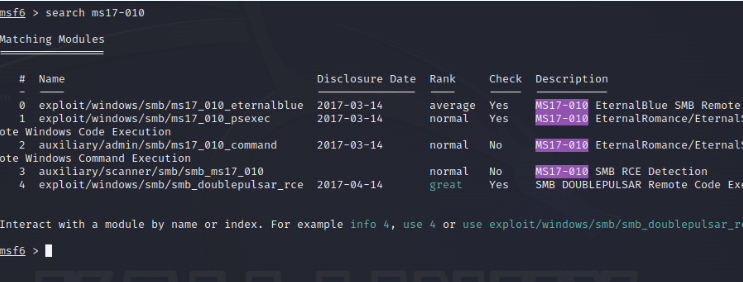 msf6 > search ms17-010
Matching Modules
================
# Name Disclosure Date Rank Check Description
- ---- --------------- ---- ----- -----------
0 exploit/windows/smb/ms17_010_eternalblue 2017-03-14 average Yes MS17-010 EternalBlue SMB Remote
1 exploit/windows/smb/ms17_010_psexec 2017-03-14 normal Yes MS17-010 EternalRomance/EternalS
ote Windows Code Execution
2 auxiliary/admin/smb/ms17_010_command 2017-03-14 normal No MS17-010 EternalRomance/EternalS
ote Windows Command Execution
3 auxiliary/scanner/smb/smb_ms17_010 normal No MS17-010 SMB RCE Detection
4 exploit/windows/smb/smb_doublepulsar_rce 2017-04-14 great Yes SMB DOUBLEPULSAR Remote Code Exe
Interact with a module by name or index. For example info 4, use 4 or use exploit/windows/smb/smb_doublepulsar_rc
msf6 >